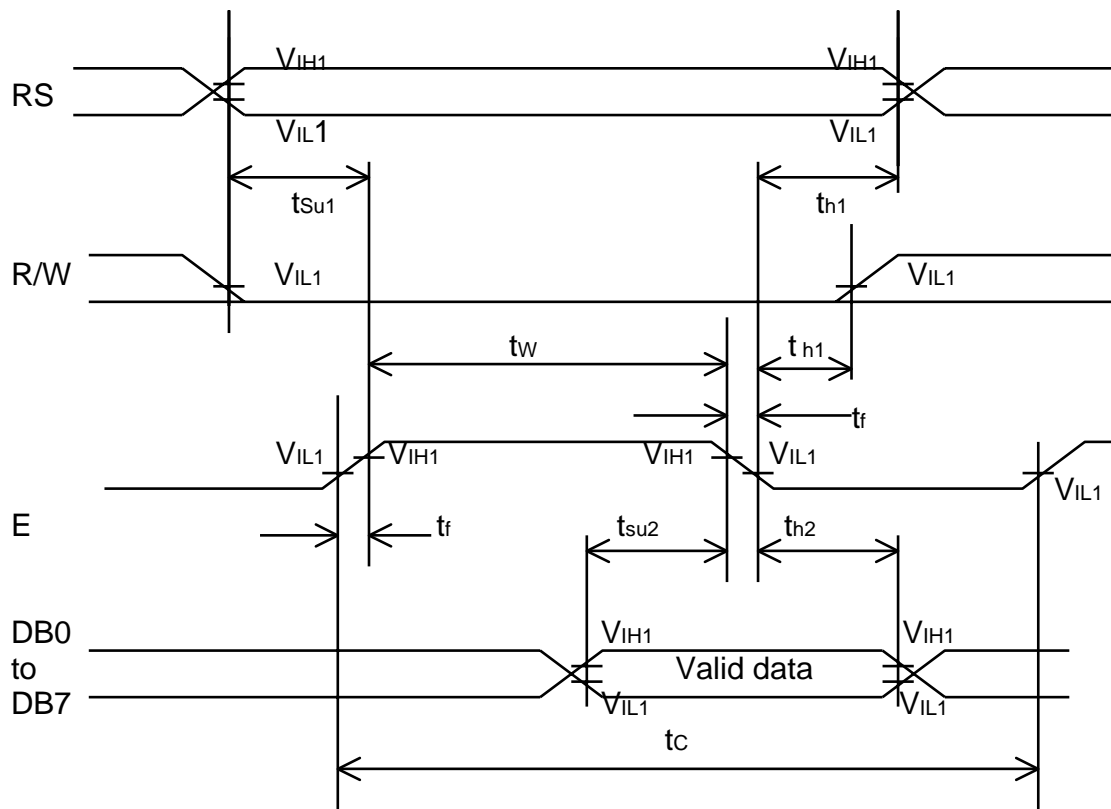 VIH1 VIH1
RS
VIL1 VIL1
tSu1 th1
R/W VIL1 VIL1
tW th1
tf
VIL1 VIH1 VIH1 VIL1
VIL1
E tf tsu2 th2
DB0 VIH1 VIH1
to Valid data
DB7 VIL1 VIL1
tC